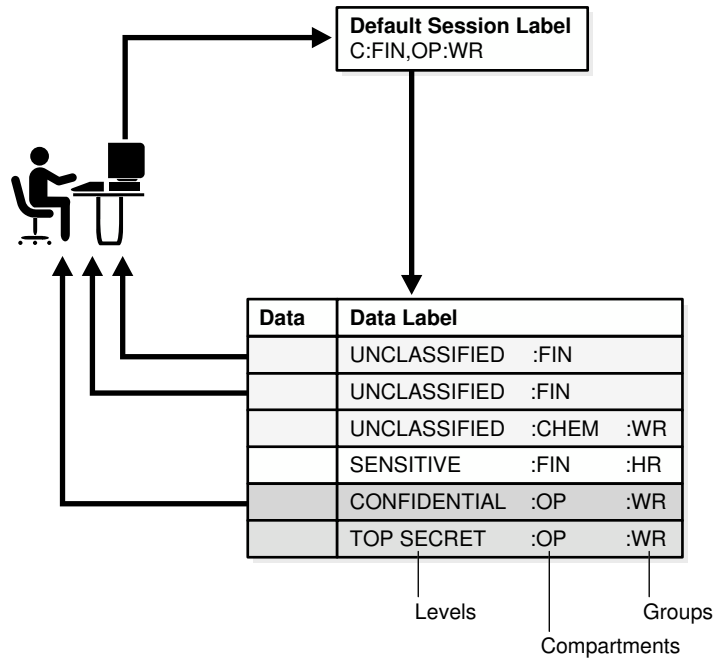 Default Session Label
C:FIN,OP:WR
Data Data Label
UNCLASSIFIED :FIN
UNCLASSIFIED :FIN
UNCLASSIFIED :CHEM :WR
SENSITIVE :FIN :HR
CONFIDENTIAL :OP :WR
TOP SECRET :OP :WR
Levels Groups
Compartments